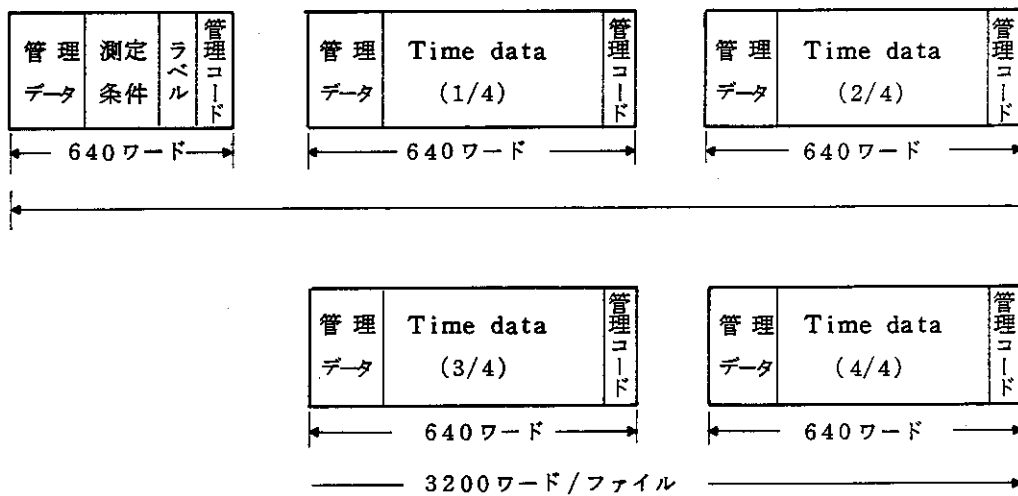 管理データ
測定条件
ラベル
管理コード
管理データ
Time data
(1/4)
管理コード
管理データ
Time data
(2/4)
管理コード
640ワード
640ワード
640ワード
管理データ
Time data
(3/4)
管理コード
管理データ
Time data
(4/4)
管理コード
640ワード
640ワード
3200ワード/ファイル